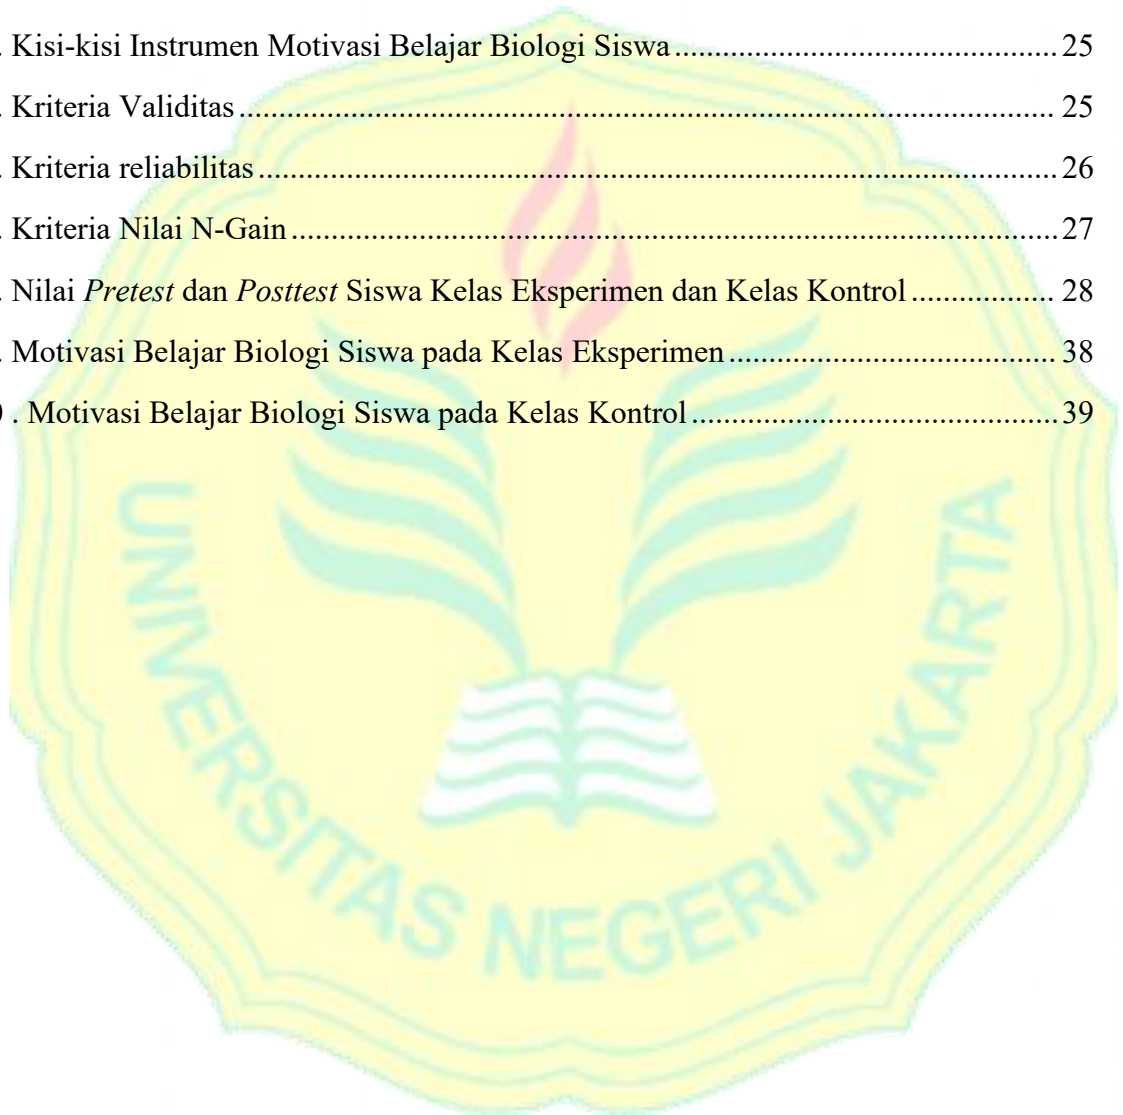 . Kisi-kisi Instrumen Motivasi Belajar Biologi Siswa ................................................ 25
. Kriteria Validitas ........................................................................................................ 25
. Kriteria reliabilitas ...................................................................................................... 26
. Kriteria Nilai N-Gain .................................................................................................. 27
. Nilai Pretest dan Posttest Siswa Kelas Eksperimen dan Kelas Kontrol .................. 28
. Motivasi Belajar Biologi Siswa pada Kelas Eksperimen .......................................... 38
. Motivasi Belajar Biologi Siswa pada Kelas Kontrol ............................................... 39
UNIVERSITAS NEGERI JAKARTA